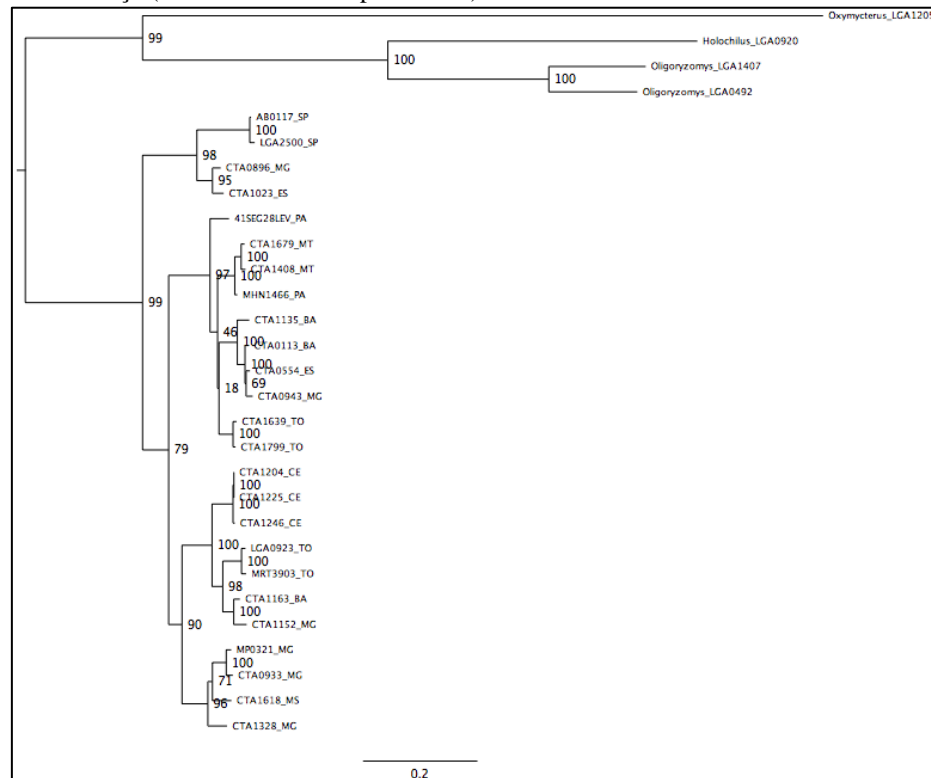 Oxymycterus_LGA1209
99
Holochilus_LGA0920
100
Oligoryzomys_LGA1407
100
Oligoryzomys_LGA0492
AB0117_SP
100
LGA2500_SP
98
CTA0896_MG
95
CTA1023_ES
41SEG28LEV_PA
CTA1679_MT
100
97
100
CTA1408_MT
MHN1466_PA
99
CTA1135_BA
46
100
CTA0113_BA
100
CTA0554_ES
69
18
CTA0943_MG
CTA1639_TO
100
CTA1799_TO
79
CTA1204_CE
100
CTA1225_CE
100
CTA1246_CE
100
LGA0923_TO
100
MRT3903_TO
98
CTA1163_BA
100
CTA1152_MG
90
MP0321_MG
100
CTA0933_MG
71
CTA1618_MS
96
CTA1328_MG
0.2